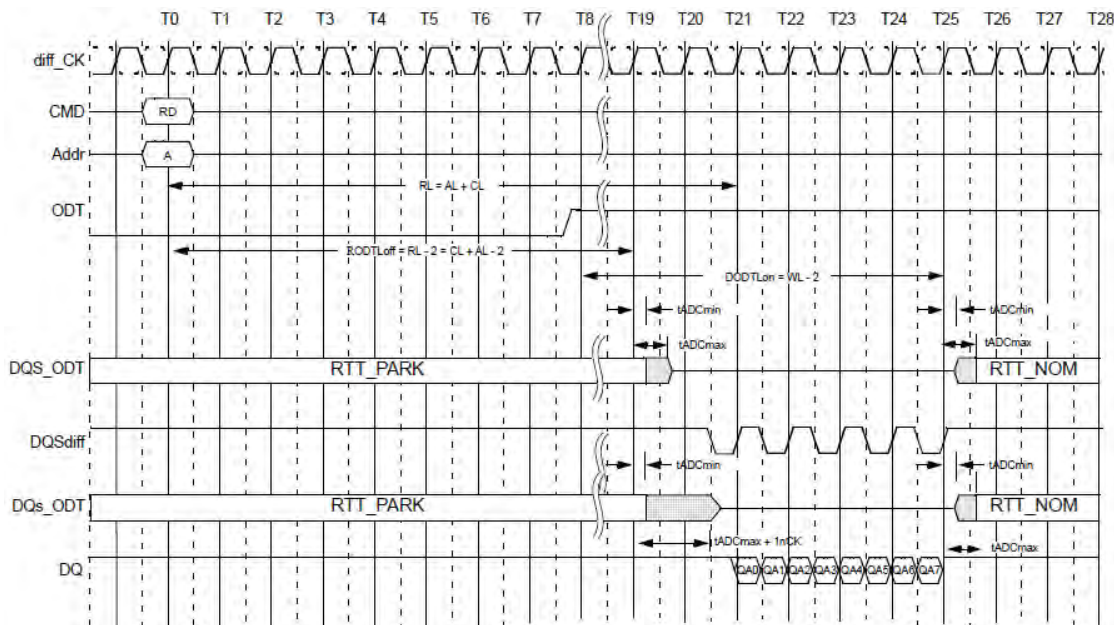 T0 T1 T2 T3 T4 T5 T6 T7 T8 T19 T20 T21 T22 T23 T24 T25 T26 T27 T28
diff_CK
CMD RD
Addr A
RL = AL + CL
ODT
RODTLoff = RL - 2 = CL + AL - 2
DODTLon = WL - 2
tADCmin tADCmin
tADCmax tADCmax
DQS_ODT RTT_PARK RTT_NOM
DQSdiff
tADCmin tADCmin
DQs_ODT RTT_PARK RTT_NOM
tADCmax + 1nCK tADCmax
DQ QA0 QA1 QA2 QA3 QA4 QA5 QA6 QA7